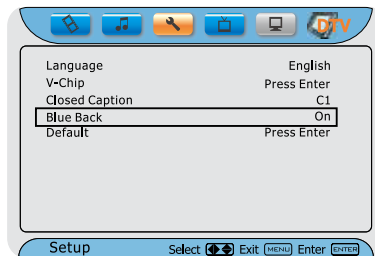 DTV
Language English
V-Chip Press Enter
Closed Caption C1
Blue Back On
Default Press Enter
Setup Select Exit MENU Enter ENTER